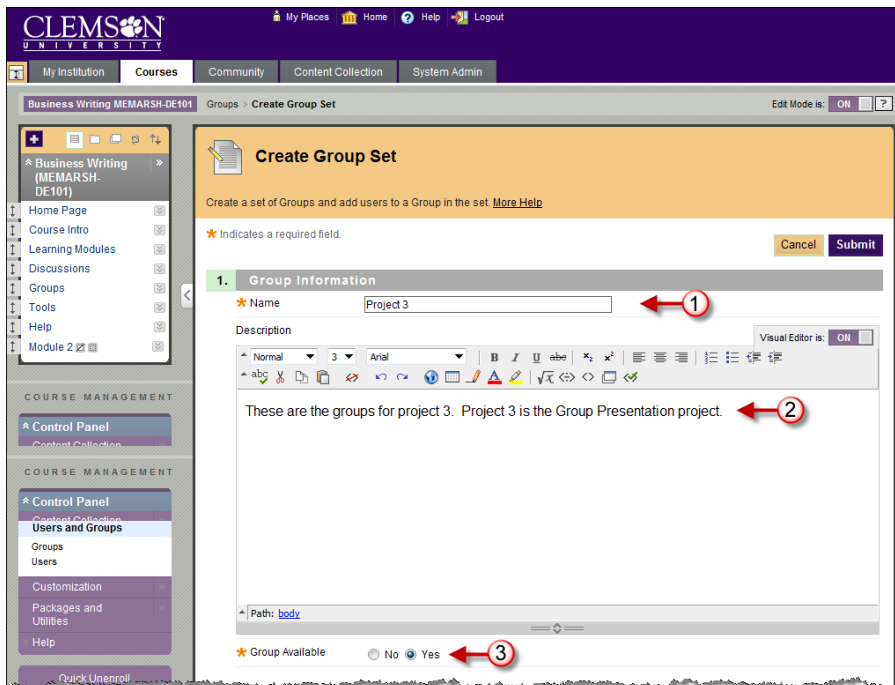 CLEMSON
UNIVERSITY
My Places Home ? Help Logout
My Institution Courses Community Content Collection System Admin
Business Writing MEMARSH-DE101 Groups > Create Group Set Edit Mode is: ON ?
Business Writing
(MEMARSH-
DE101)
Home Page
Course Intro
Learning Modules
Discussions
Groups
Tools
Help
Module 2
COURSE MANAGEMENT
Control Panel
Content Collection
COURSE MANAGEMENT
Control Panel
Content Collection
Users and Groups
Groups
Users
Customization
Packages and
Utilities
Help
Quick Unenroll
Create Group Set
Create a set of Groups and add users to a Group in the set. More Help
Indicates a required field.
Cancel Submit
1. Group Information
Name Project 3 1
Description
Visual Editor is: ON
Normal 3 Arial B I U abc x₂ x²
abc √x <> 
These are the groups for project 3. Project 3 is the Group Presentation project. 2
Path: body
Group Available No Yes 3